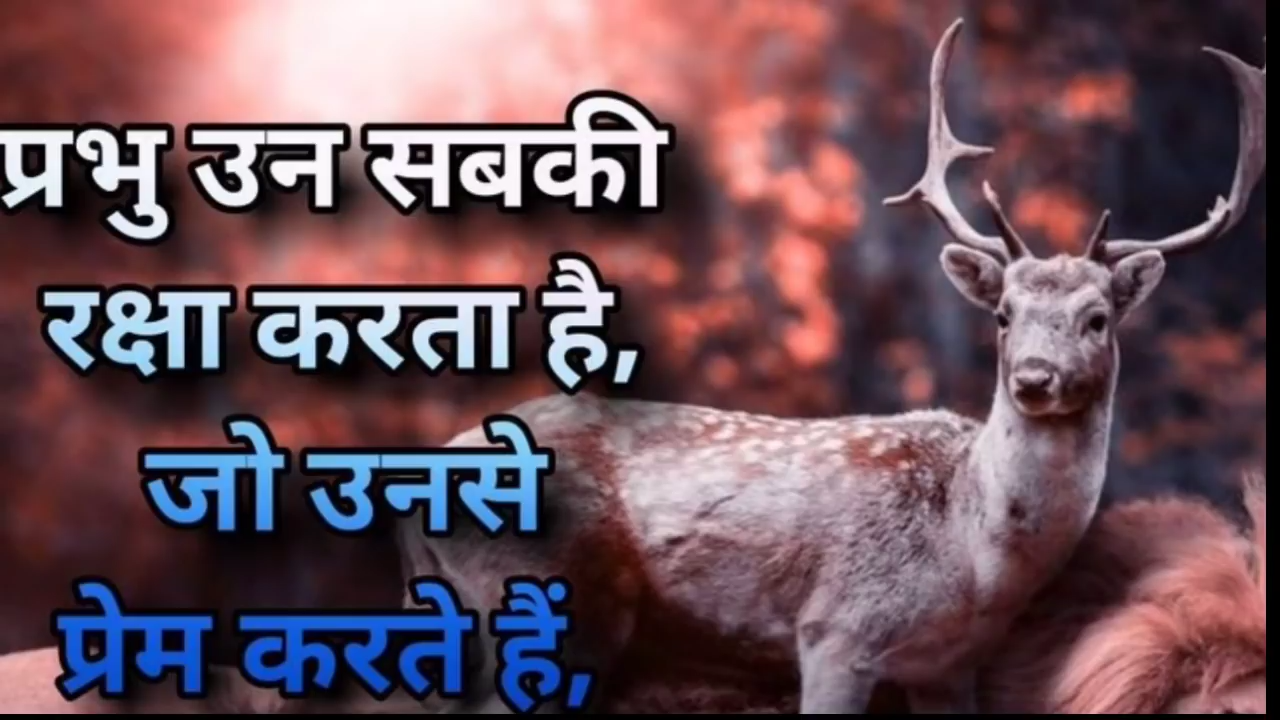 प्रभु उन सबकी
रक्षा करता है,
जो उनसे
प्रेम करते हैं,